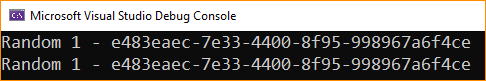 Microsoft Visual Studio Debug Console
Random 1 - e483eaec-7e33-4400-8f95-998967a6f4ce
Random 1 - e483eaec-7e33-4400-8f95-998967a6f4ce